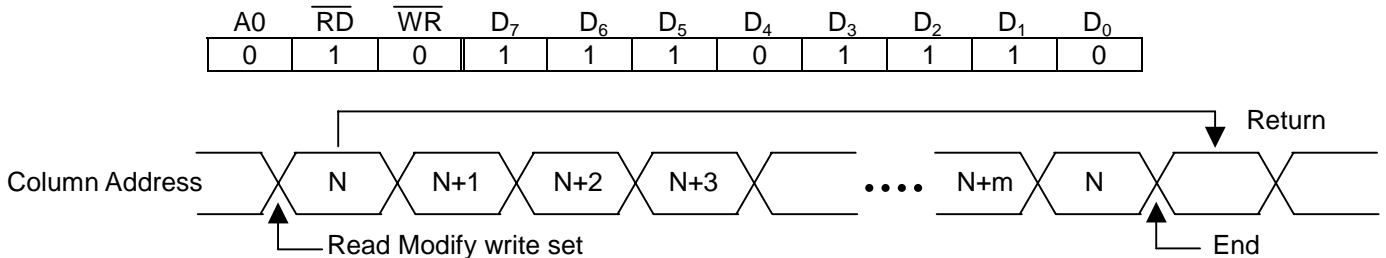 A0 RD WR D7 D6 D5 D4 D3 D2 D1 D0
0 1 0 1 1 1 0 1 1 1 0
Return
Column Address N N+1 N+2 N+3 •••• N+m N
Read Modify write set End